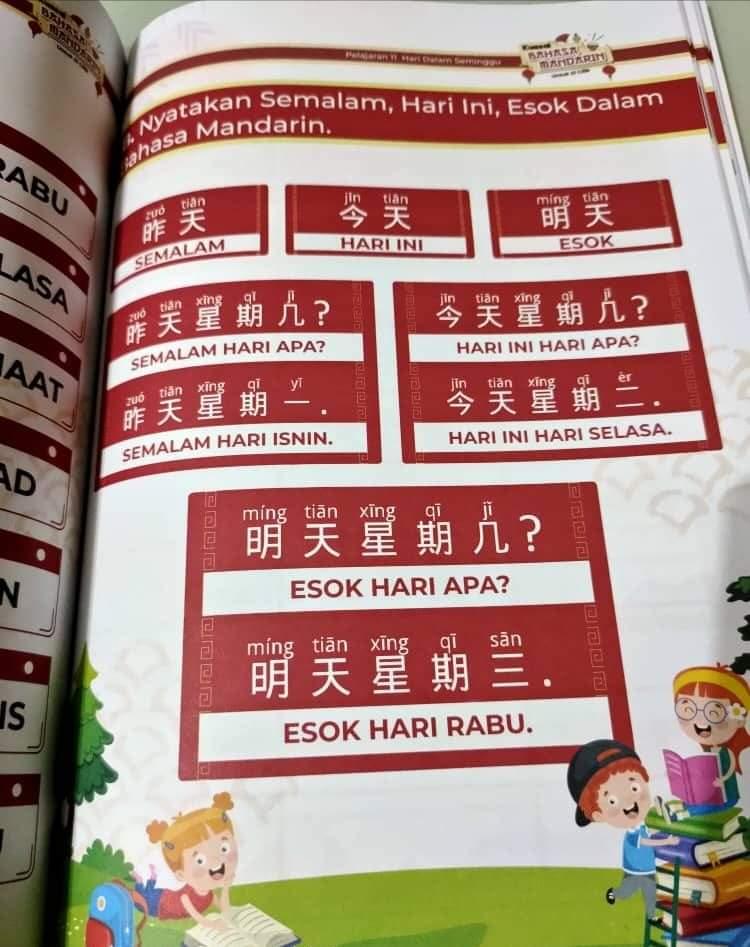 BAHASA
MANDARIN
RABU
LASA
AAT
AD
N
IS
Pelajaran 11 Hari Dalam Seminggu
Kuasai
BAHASA
MANDARIN
Nyatakan Semalam, Hari Ini, Esok Dalam
Bahasa Mandarin.
zuó tiān
昨天
SEMALAM
jīn tiān
今天
HARI INI
míng tiān
明天
ESOK
zuó tiān xīng qī jǐ
昨天星期几?
SEMALAM HARI APA?
zuó tiān xīng qī yī
昨天星期一.
SEMALAM HARI ISNIN.
jīn tiān xīng qī jǐ
今天星期几?
HARI INI HARI APA?
jīn tiān xīng qī èr
今天星期二.
HARI INI HARI SELASA.
míng tiān xīng qī jǐ
明天星期几?
ESOK HARI APA?
míng tiān xīng qī sān
明天星期三.
ESOK HARI RABU.